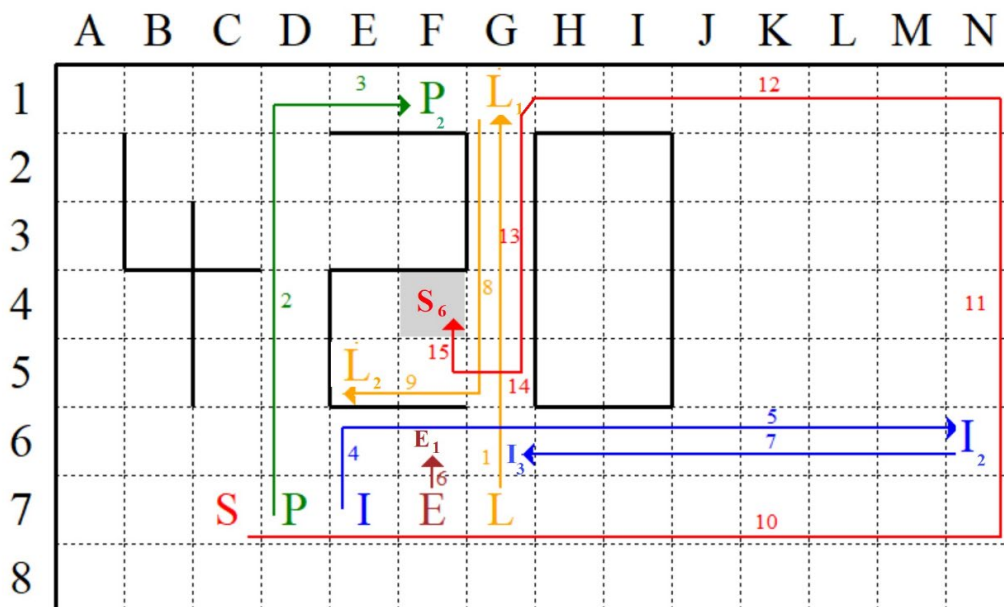 A B C D E F G H I J K L M N
1 3 P₂ L₁ 12
2
3 13
4 2 S₆ 8 11
5 L₂ 9 15 14
6 4 E₁ 1 I₃ 5 7 I₂
7 S P I E 6 L 10
8